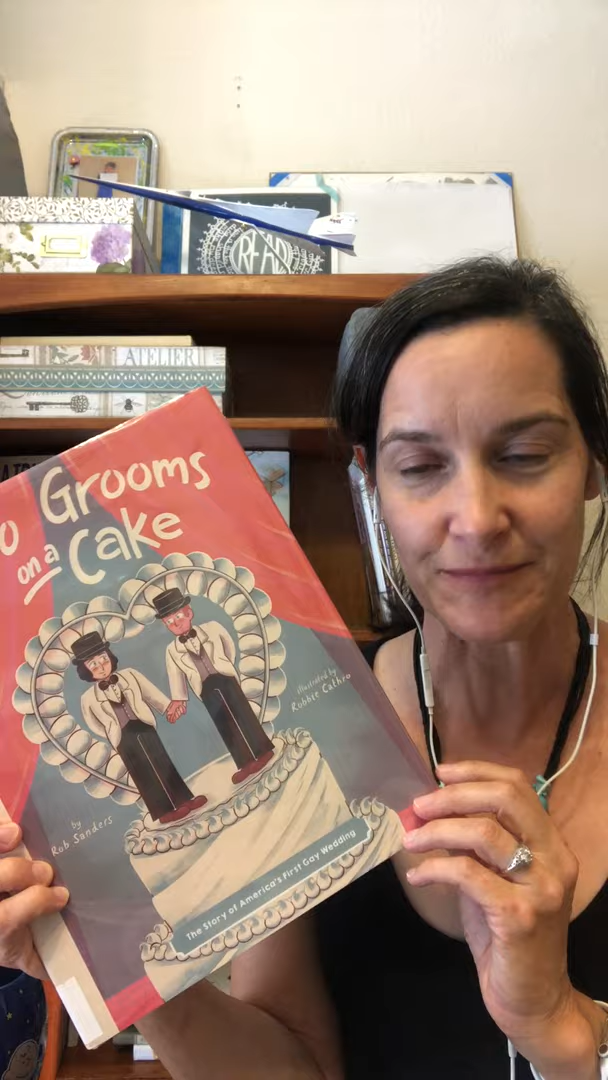 READ
ATELIER
o Grooms
on a Cake
illustrated by
Robbie Cathro
by
Rob Sanders
The Story of America's First Gay Wedding